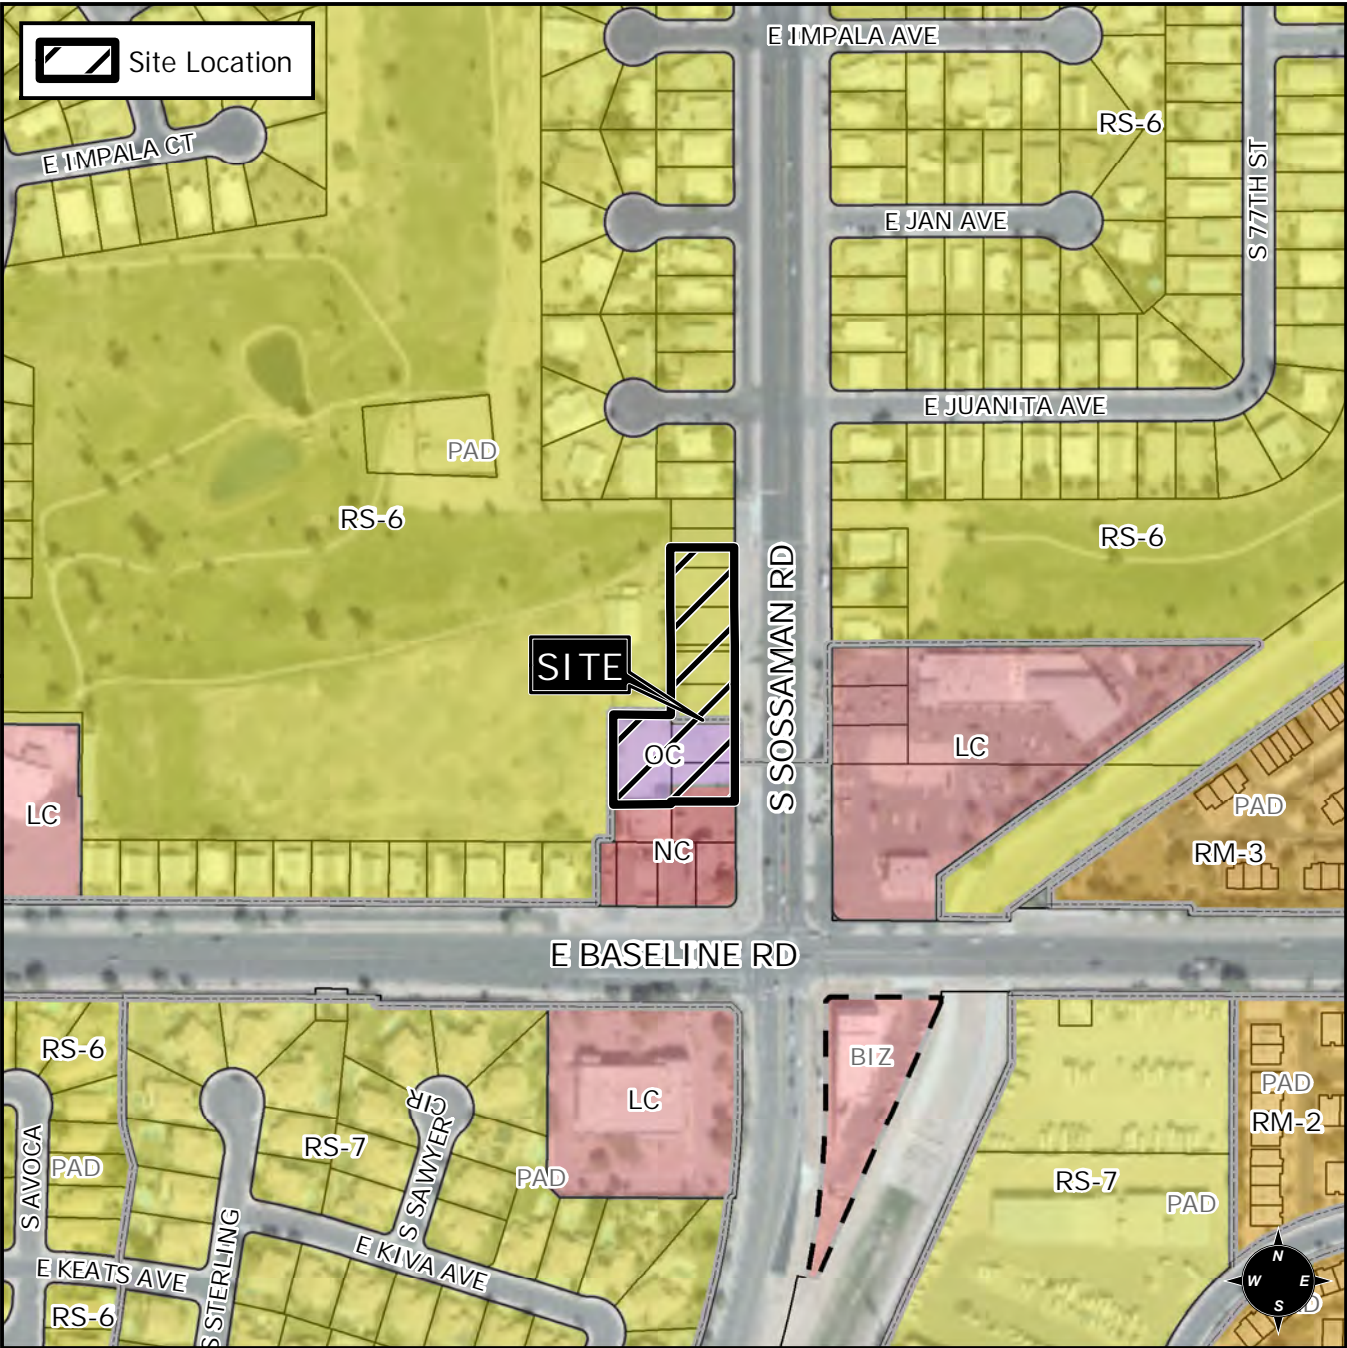 Site Location
E IMPALA AVE
RS-6
E IMPALA CT
S 77TH ST
E JAN AVE
E JUANITA AVE
PAD
RS-6
RS-6
S SOSSAMAN RD
SITE
OC
LC
LC
PAD
NC
RM-3
E BASELINE RD
RS-6
BIZ
LC
PAD
RM-2
S SAWYER
CIR
RS-7
PAD
PAD
RS-7
PAD
S AVOCA
S STERLING
E KIVA AVE
E KEATS AVE
RS-6
N
W
E
S